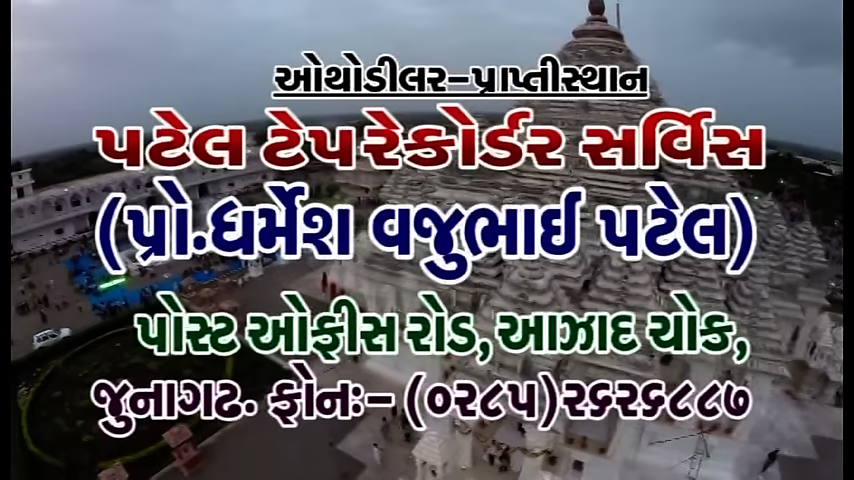 ઓથોડીલર-પ્રાપ્તીસ્થાન
પટેલ ટેપરેકોર્ડર સર્વિસ
(પ્રો.ધર્મેશ વજુભાઈ પટેલ)
પોસ્ટ ઓફીસ રોડ, આઝાદ ચોક,
જુનાગઢ. ફોનઃ- (૦૨૮૫)૨૬૨૬૮૮૭